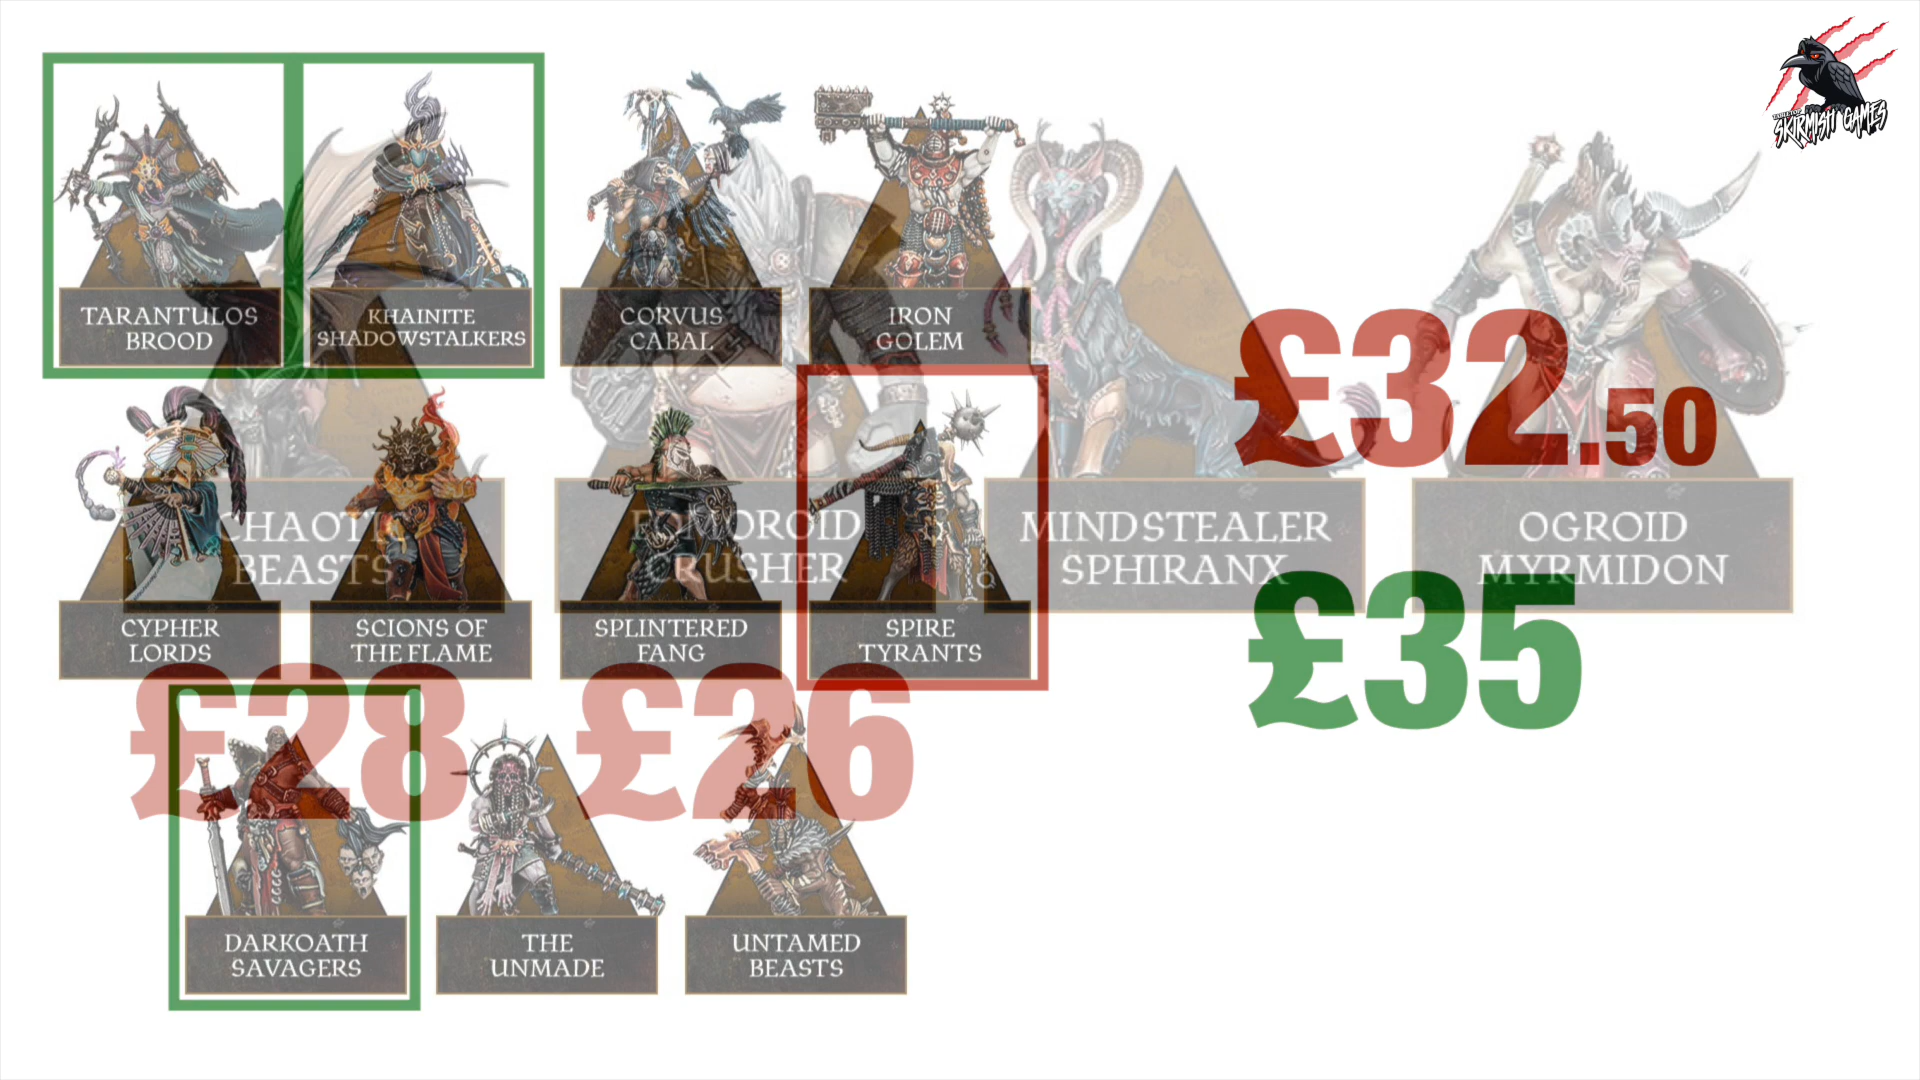 SKIRMISH GAMES
TARANTULOS
BROOD
KHAINITE
SHADOWSTALKERS
CORVUS
CABAL
IRON
GOLEM
£32.50
CHAOTIC
BEASTS
FOMOROID
CRUSHER
MINDSTEALER
SPHIRANX
OGROID
MYRMIDON
£35
CYPHER
LORDS
SCIONS OF
THE FLAME
SPLINTERED
FANG
SPIRE
TYRANTS
£28
£26
DARKOATH
SAVAGERS
THE
UNMADE
UNTAMED
BEASTS